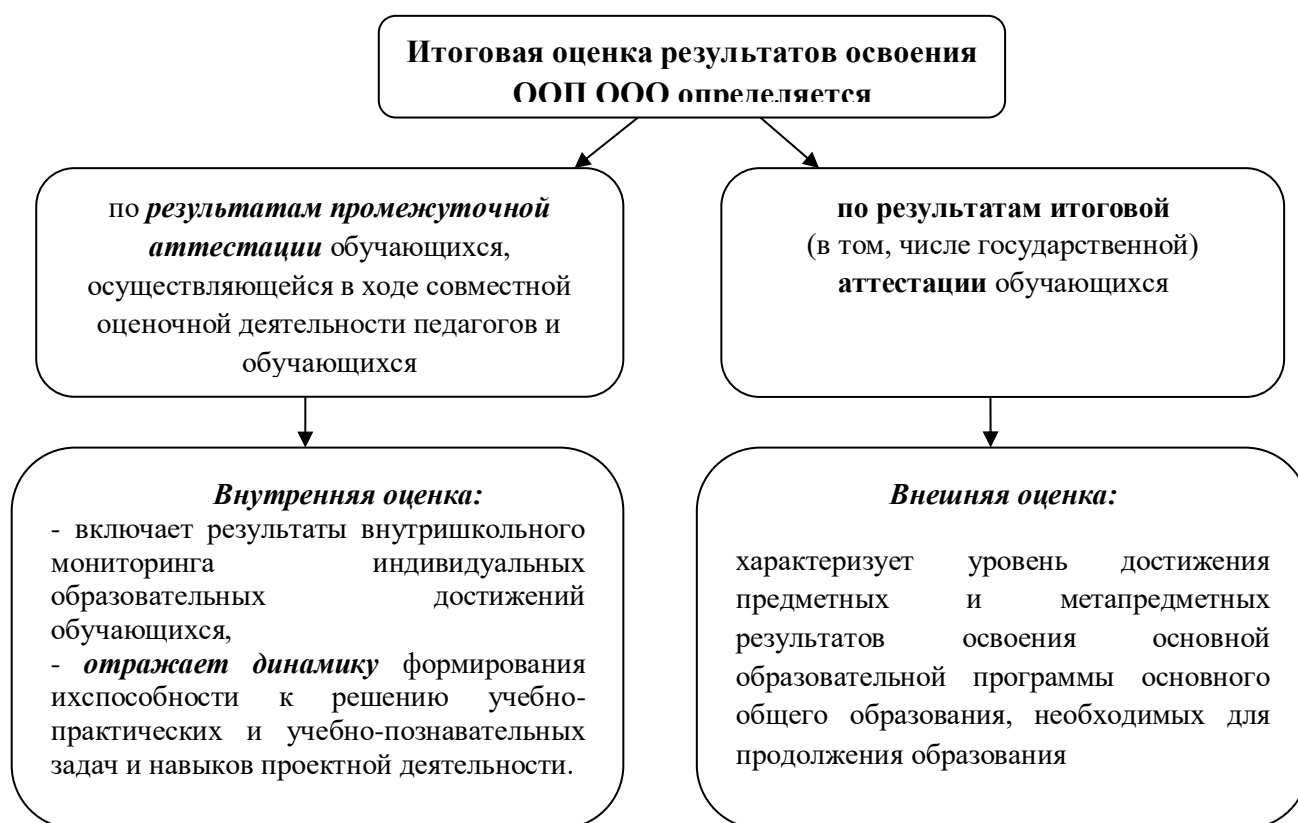 Итоговая оценка результатов освоения
ООП ООО определяется
по результатам промежуточной
аттестации обучающихся,
осуществляющейся в ходе совместной
оценочной деятельности педагогов и
обучающихся
по результатам итоговой
(в том, числе государственной)
аттестации обучающихся
Внутренняя оценка:
- включает результаты внутришкольного
мониторинга индивидуальных
образовательных достижений
обучающихся,
- отражает динамику формирования
ихспособности к решению учебно-
практических и учебно-познавательных
задач и навыков проектной деятельности.
Внешняя оценка:
характеризует уровень достижения
предметных и метапредметных
результатов освоения основной
образовательной программы основного
общего образования, необходимых для
продолжения образования